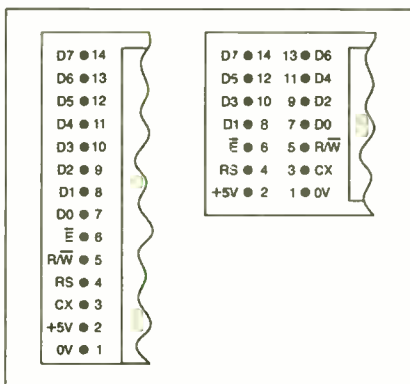 D7 ● 14
D6 ● 13
D5 ● 12
D4 ● 11
D3 ● 10
D2 ● 9
D1 ● 8
D0 ● 7
E̅ ● 6
R/W̅ ● 5
RS ● 4
CX ● 3
+5V ● 2
0V ● 1
D7 ● 14 13 ● D6
D5 ● 12 11 ● D4
D3 ● 10 9 ● D2
D1 ● 8 7 ● D0
E̅ ● 6 5 ● R/W̅
RS ● 4 3 ● CX
+5V ● 2 1 ● 0V